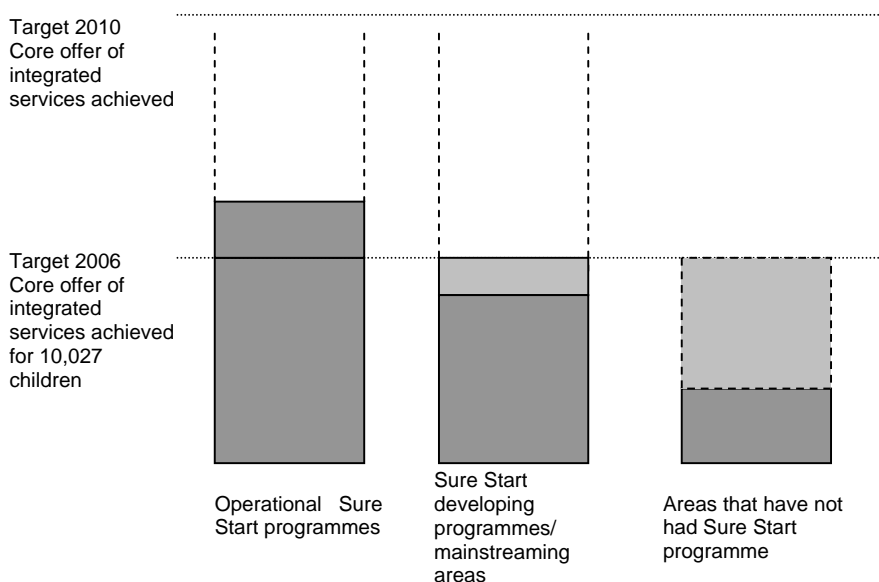 Target 2010
Core offer of
integrated
services achieved
Target 2006
Core offer of
integrated
services achieved
for 10,027
children
Operational Sure
Start programmes
Sure Start
developing
programmes/
mainstreaming
areas
Areas that have not
had Sure Start
programme